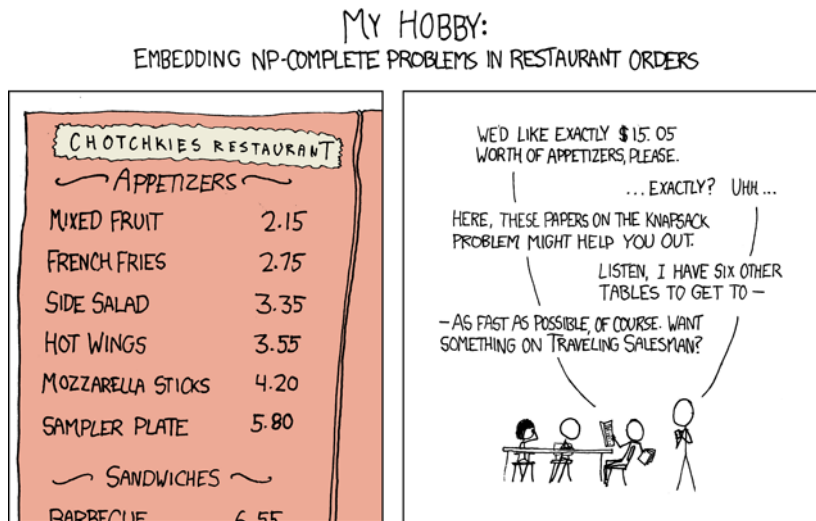 MY HOBBY:
EMBEDDING NP-COMPLETE PROBLEMS IN RESTAURANT ORDERS
CHOTCHKIES RESTAURANT
APPETIZERS
MIXED FRUIT 2.15
FRENCH FRIES 2.75
SIDE SALAD 3.35
HOT WINGS 3.55
MOZZARELLA STICKS 4.20
SAMPLER PLATE 5.80
SANDWICHES
BARBECUE 6.55
WE'D LIKE EXACTLY $15.05
WORTH OF APPETIZERS, PLEASE.
...EXACTLY? UHH...
HERE, THESE PAPERS ON THE KNAPSACK
PROBLEM MIGHT HELP YOU OUT.
LISTEN, I HAVE SIX OTHER
TABLES TO GET TO —
—AS FAST AS POSSIBLE, OF COURSE. WANT
SOMETHING ON TRAVELING SALESMAN?